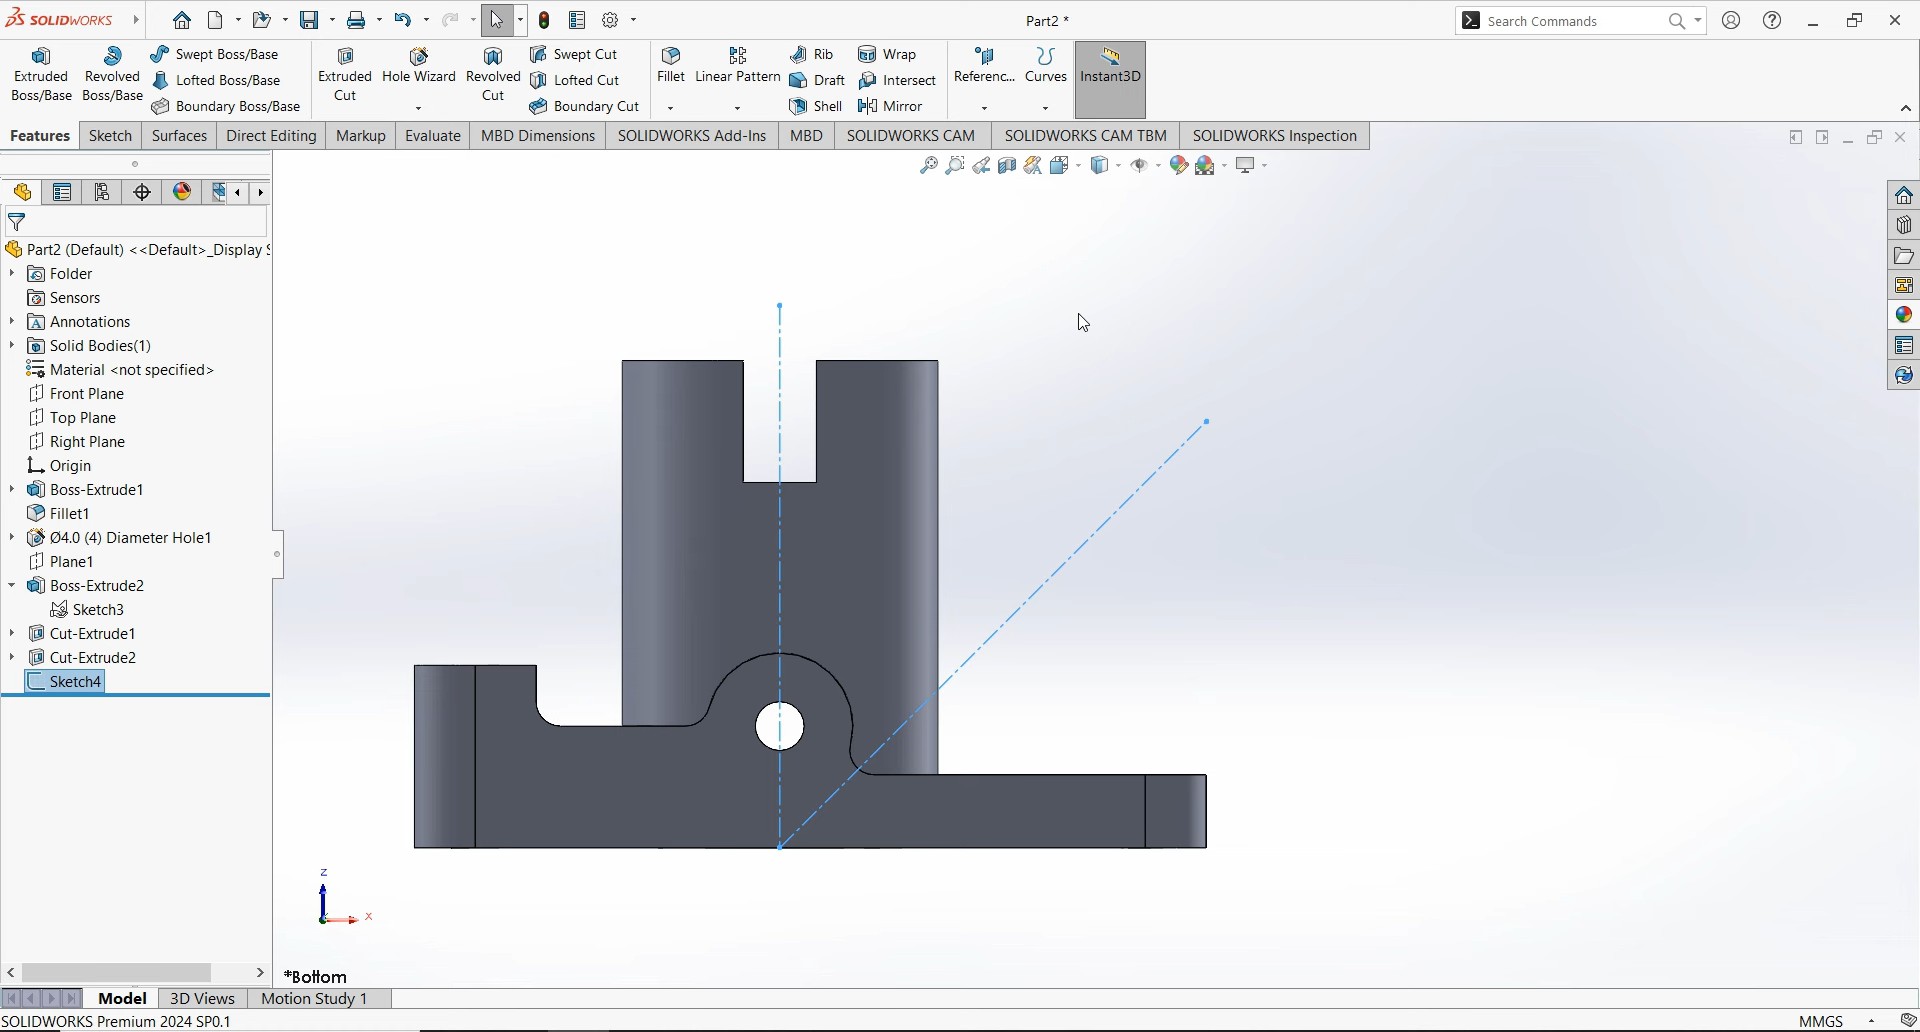 SOLIDWORKS
Part2 *
Search Commands
Extruded Boss/Base
Revolved Boss/Base
Swept Boss/Base
Lofted Boss/Base
Boundary Boss/Base
Extruded Cut
Hole Wizard
Revolved Cut
Swept Cut
Lofted Cut
Boundary Cut
Fillet
Linear Pattern
Rib
Draft
Shell
Wrap
Intersect
Mirror
Referenc...
Curves
Instant3D
Features
Sketch
Surfaces
Direct Editing
Markup
Evaluate
MBD Dimensions
SOLIDWORKS Add-Ins
MBD
SOLIDWORKS CAM
SOLIDWORKS CAM TBM
SOLIDWORKS Inspection
Part2 (Default) <<Default>_Display S
Folder
Sensors
Annotations
Solid Bodies(1)
Material <not specified>
Front Plane
Top Plane
Right Plane
Origin
Boss-Extrude1
Fillet1
Ø4.0 (4) Diameter Hole1
Plane1
Boss-Extrude2
Sketch3
Cut-Extrude1
Cut-Extrude2
Sketch4
Z
X
*Bottom
Model
3D Views
Motion Study 1
SOLIDWORKS Premium 2024 SP0.1
MMGS